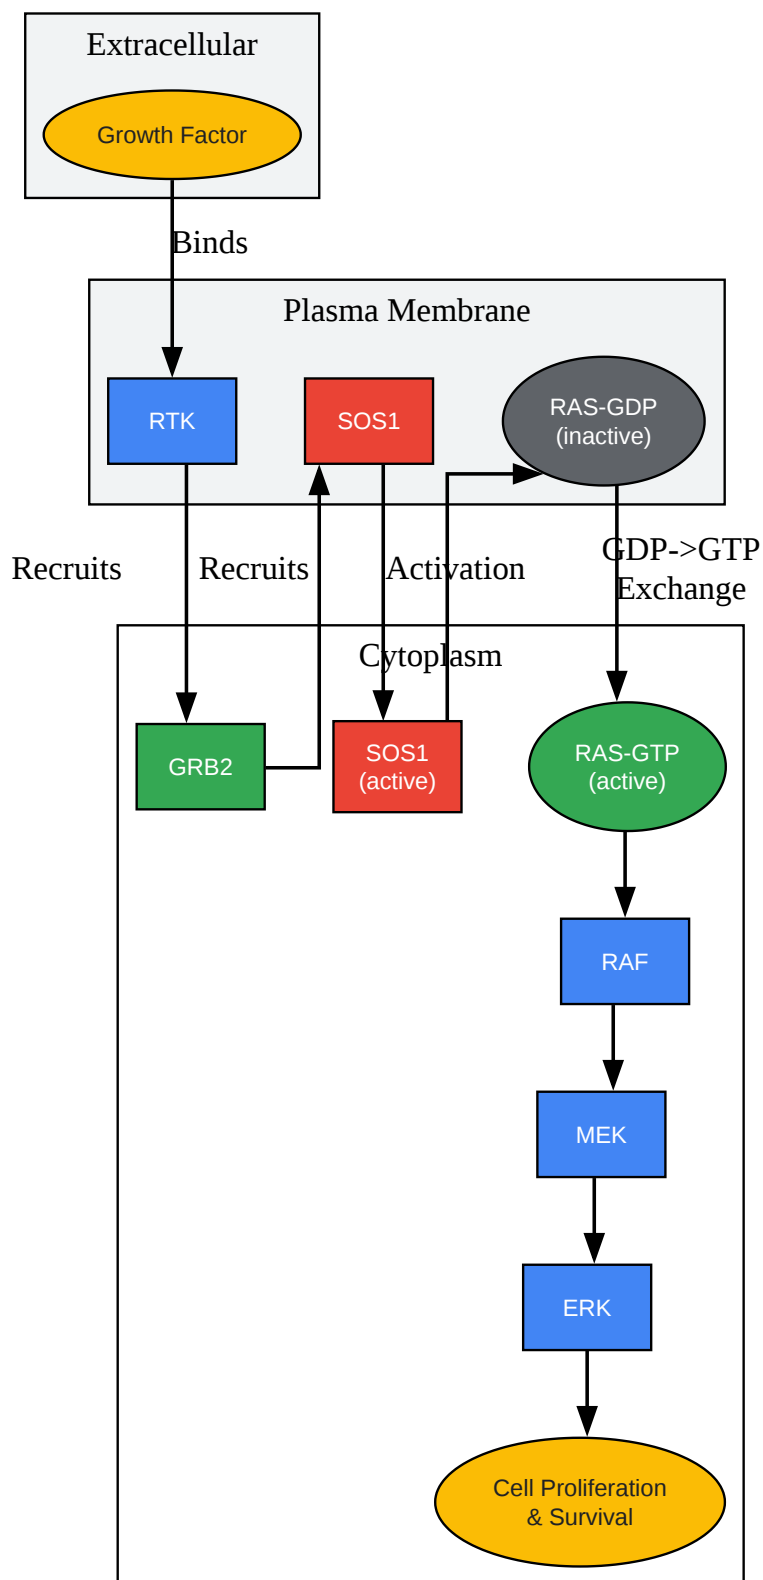 Extracellular
Growth Factor
Binds
Plasma Membrane
RTK
SOS1
RAS-GDP
(inactive)
Recruits
Recruits
Activation
GDP->GTP
Exchange
Cytoplasm
GRB2
SOS1
(active)
RAS-GTP
(active)
RAF
MEK
ERK
Cell Proliferation
& Survival